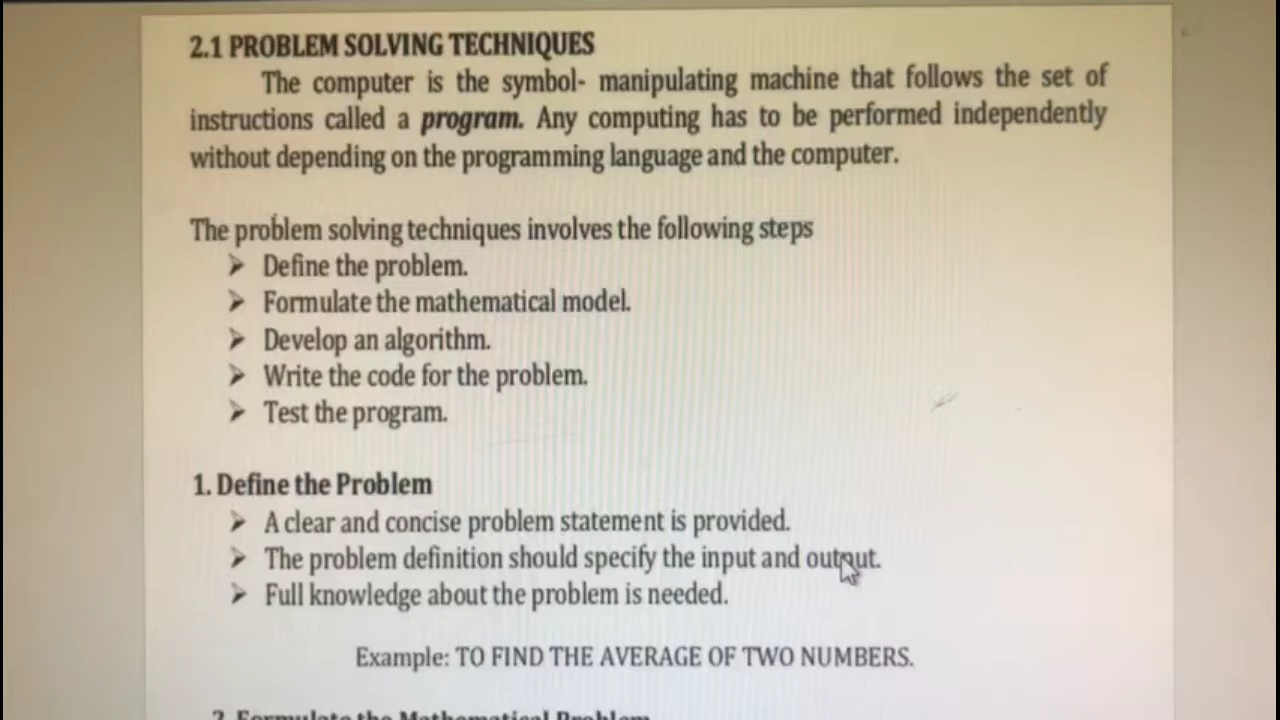 2.1 PROBLEM SOLVING TECHNIQUES
The computer is the symbol- manipulating machine that follows the set of
instructions called a program. Any computing has to be performed independently
without depending on the programming language and the computer.
The problem solving techniques involves the following steps
➢ Define the problem.
➢ Formulate the mathematical model.
➢ Develop an algorithm.
➢ Write the code for the problem.
➢ Test the program.
1. Define the Problem
➢ A clear and concise problem statement is provided.
➢ The problem definition should specify the input and output.
➢ Full knowledge about the problem is needed.
Example: TO FIND THE AVERAGE OF TWO NUMBERS.
2. Formulate the Mathematical Problem